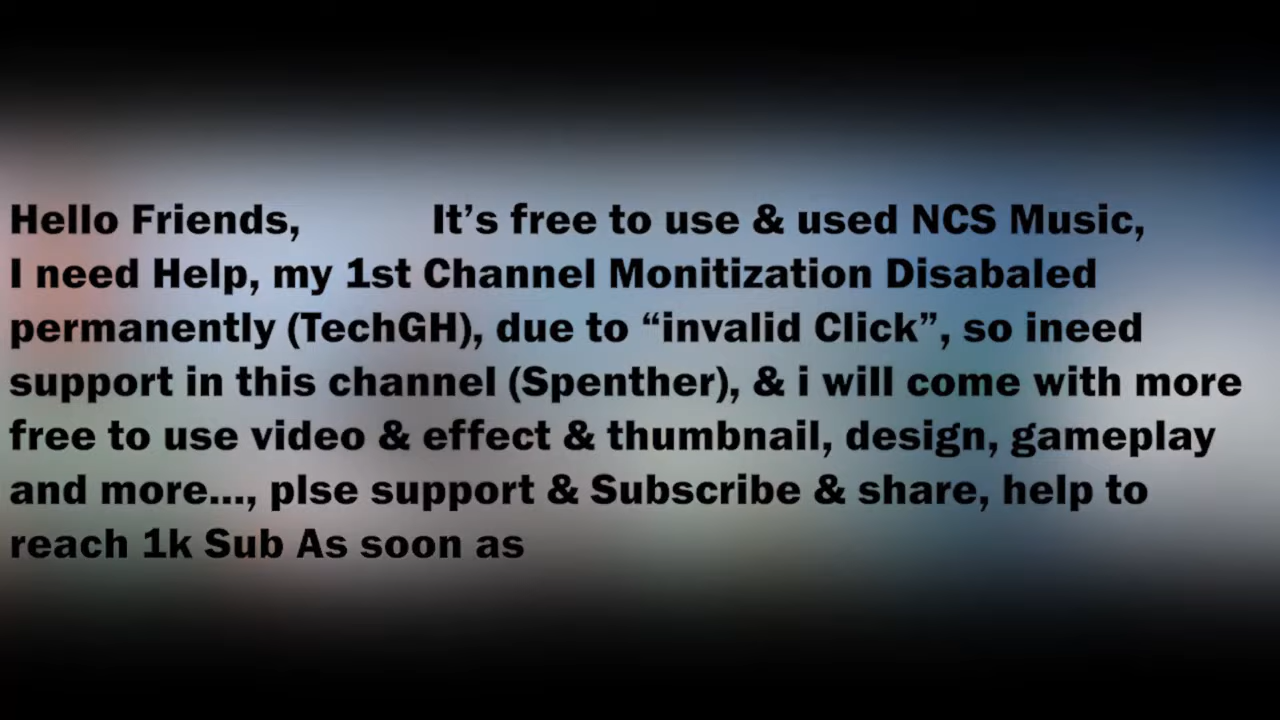 Hello Friends, It’s free to use & used NCS Music,
I need Help, my 1st Channel Monitization Disabaled
permanently (TechGH), due to “invalid Click”, so ineed
support in this channel (Spenther), & i will come with more
free to use video & effect & thumbnail, design, gameplay
and more..., plse support & Subscribe & share, help to
reach 1k Sub As soon as